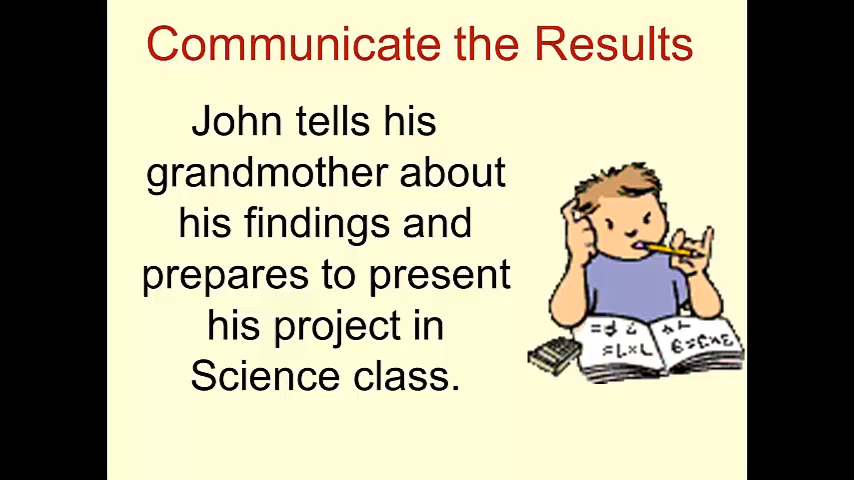 Communicate the Results
John tells his
grandmother about
his findings and
prepares to present
his project in
Science class.